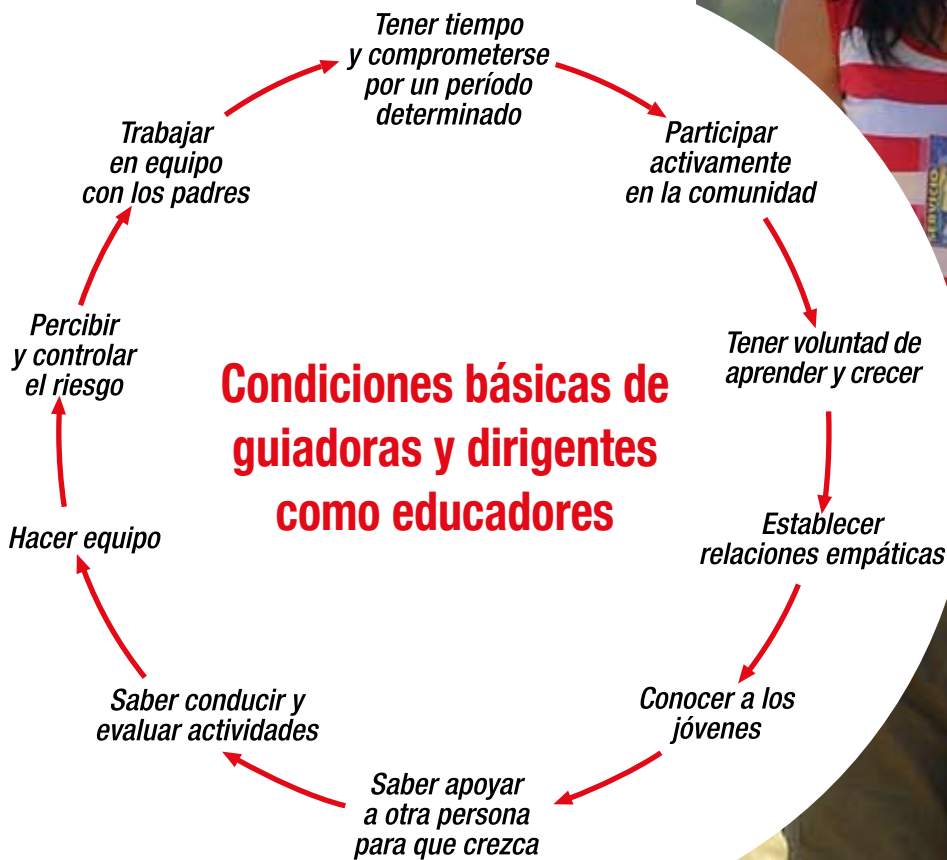 Tener tiempo
y comprometerse
por un período
determinado
Participar
activamente
en la comunidad
Tener voluntad de
aprender y crecer
Establecer
relaciones empáticas
Conocer a los
jóvenes
Saber apoyar
a otra persona
para que crezca
Saber conducir y
evaluar actividades
Hacer equipo
Percibir
y controlar
el riesgo
Trabajar
en equipo
con los padres
Condiciones básicas de
guiadoras y dirigentes
como educadores
SERVICIO